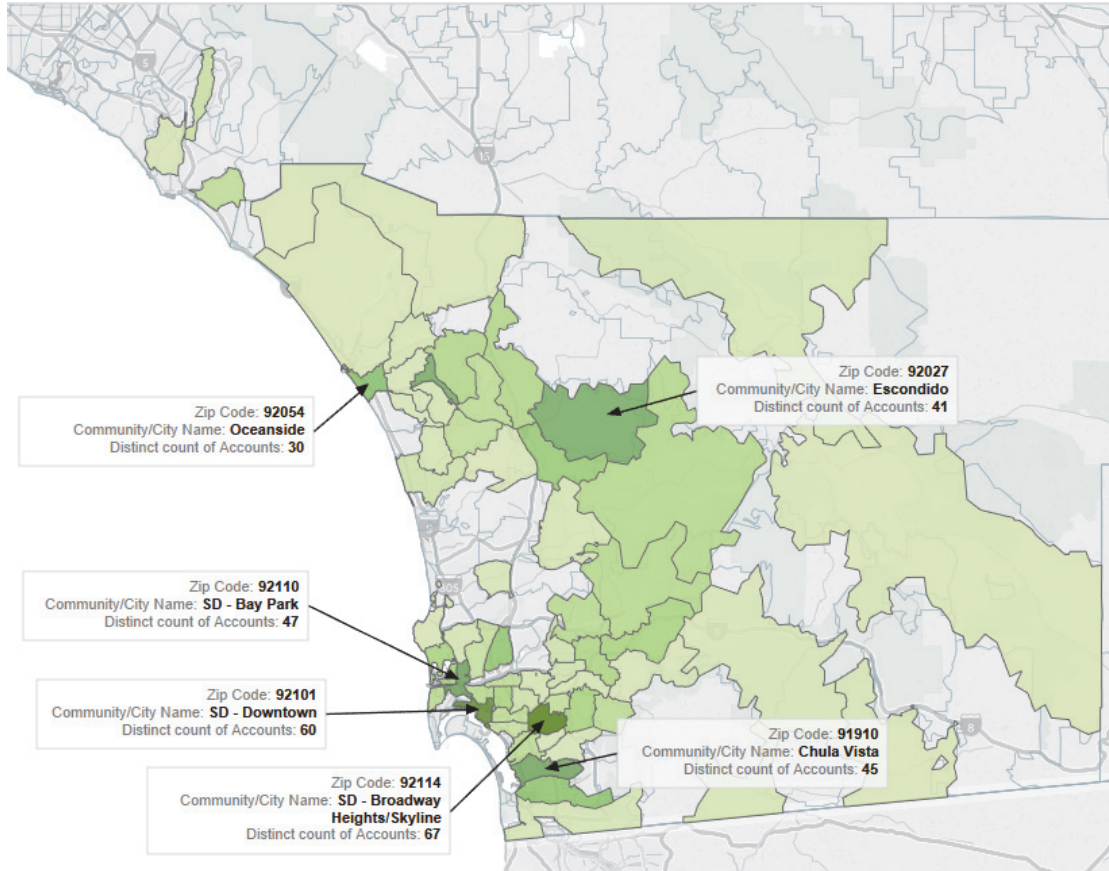 5
15
Zip Code: 92027
Community/City Name: Escondido
Distinct count of Accounts: 41
Zip Code: 92054
Community/City Name: Oceanside
Distinct count of Accounts: 30
Zip Code: 92110
Community/City Name: SD - Bay Park
Distinct count of Accounts: 47
805
Zip Code: 92101
Community/City Name: SD - Downtown
Distinct count of Accounts: 60
Zip Code: 91910
Community/City Name: Chula Vista
Distinct count of Accounts: 45
8
Zip Code: 92114
Community/City Name: SD - Broadway
Heights/Skyline
Distinct count of Accounts: 67